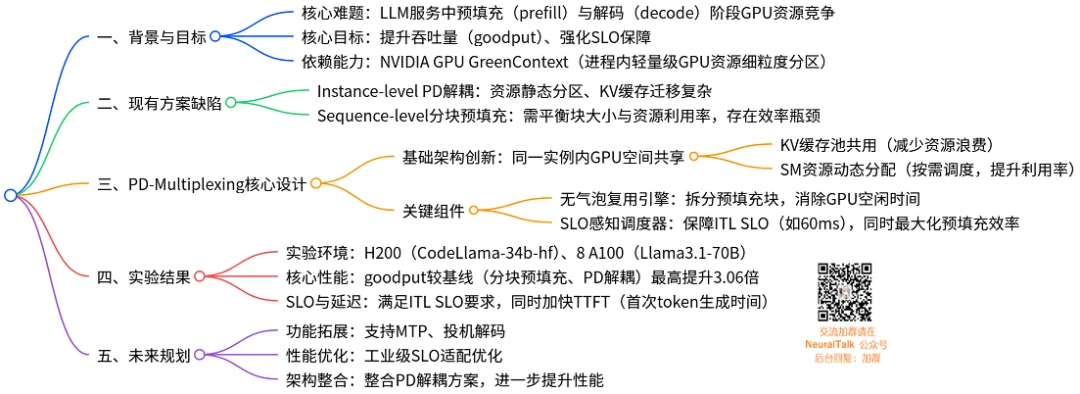 一、背景与目标
核心难题：LLM服务中预填充（prefill）与解码（decode）阶段GPU资源竞争
核心目标：提升吞吐量（goodput）、强化SLO保障
依赖能力：NVIDIA GPU GreenContext（进程内轻量级GPU资源细粒度分区）
二、现有方案缺陷
Instance-level PD解耦：资源静态分区、KV缓存迁移复杂
Sequence-level分块预填充：需平衡块大小与资源利用率，存在效率瓶颈
三、PD-Multiplexing核心设计
基础架构创新：同一实例内GPU空间共享
KV缓存池共用（减少资源浪费）
SM资源动态分配（按需调度，提升利用率）
关键组件
无气泡复用引擎：拆分预填充块，消除GPU空闲时间
SLO感知调度器：保障ITL SLO（如60ms），同时最大化预填充效率
四、实验结果
实验环境：H200（CodeLlama-34b-hf）、8 A100（Llama3.1-70B）
核心性能：goodput较基线（分块预填充、PD解耦）最高提升3.06倍
SLO与延迟：满足ITL SLO要求，同时加快TTFT（首次token生成时间）
五、未来规划
功能拓展：支持MTP、投机解码
性能优化：工业级SLO适配优化
架构整合：整合PD解耦方案，进一步提升性能
交流加群请在
NeuralTalk 公众号
后台回复：加群